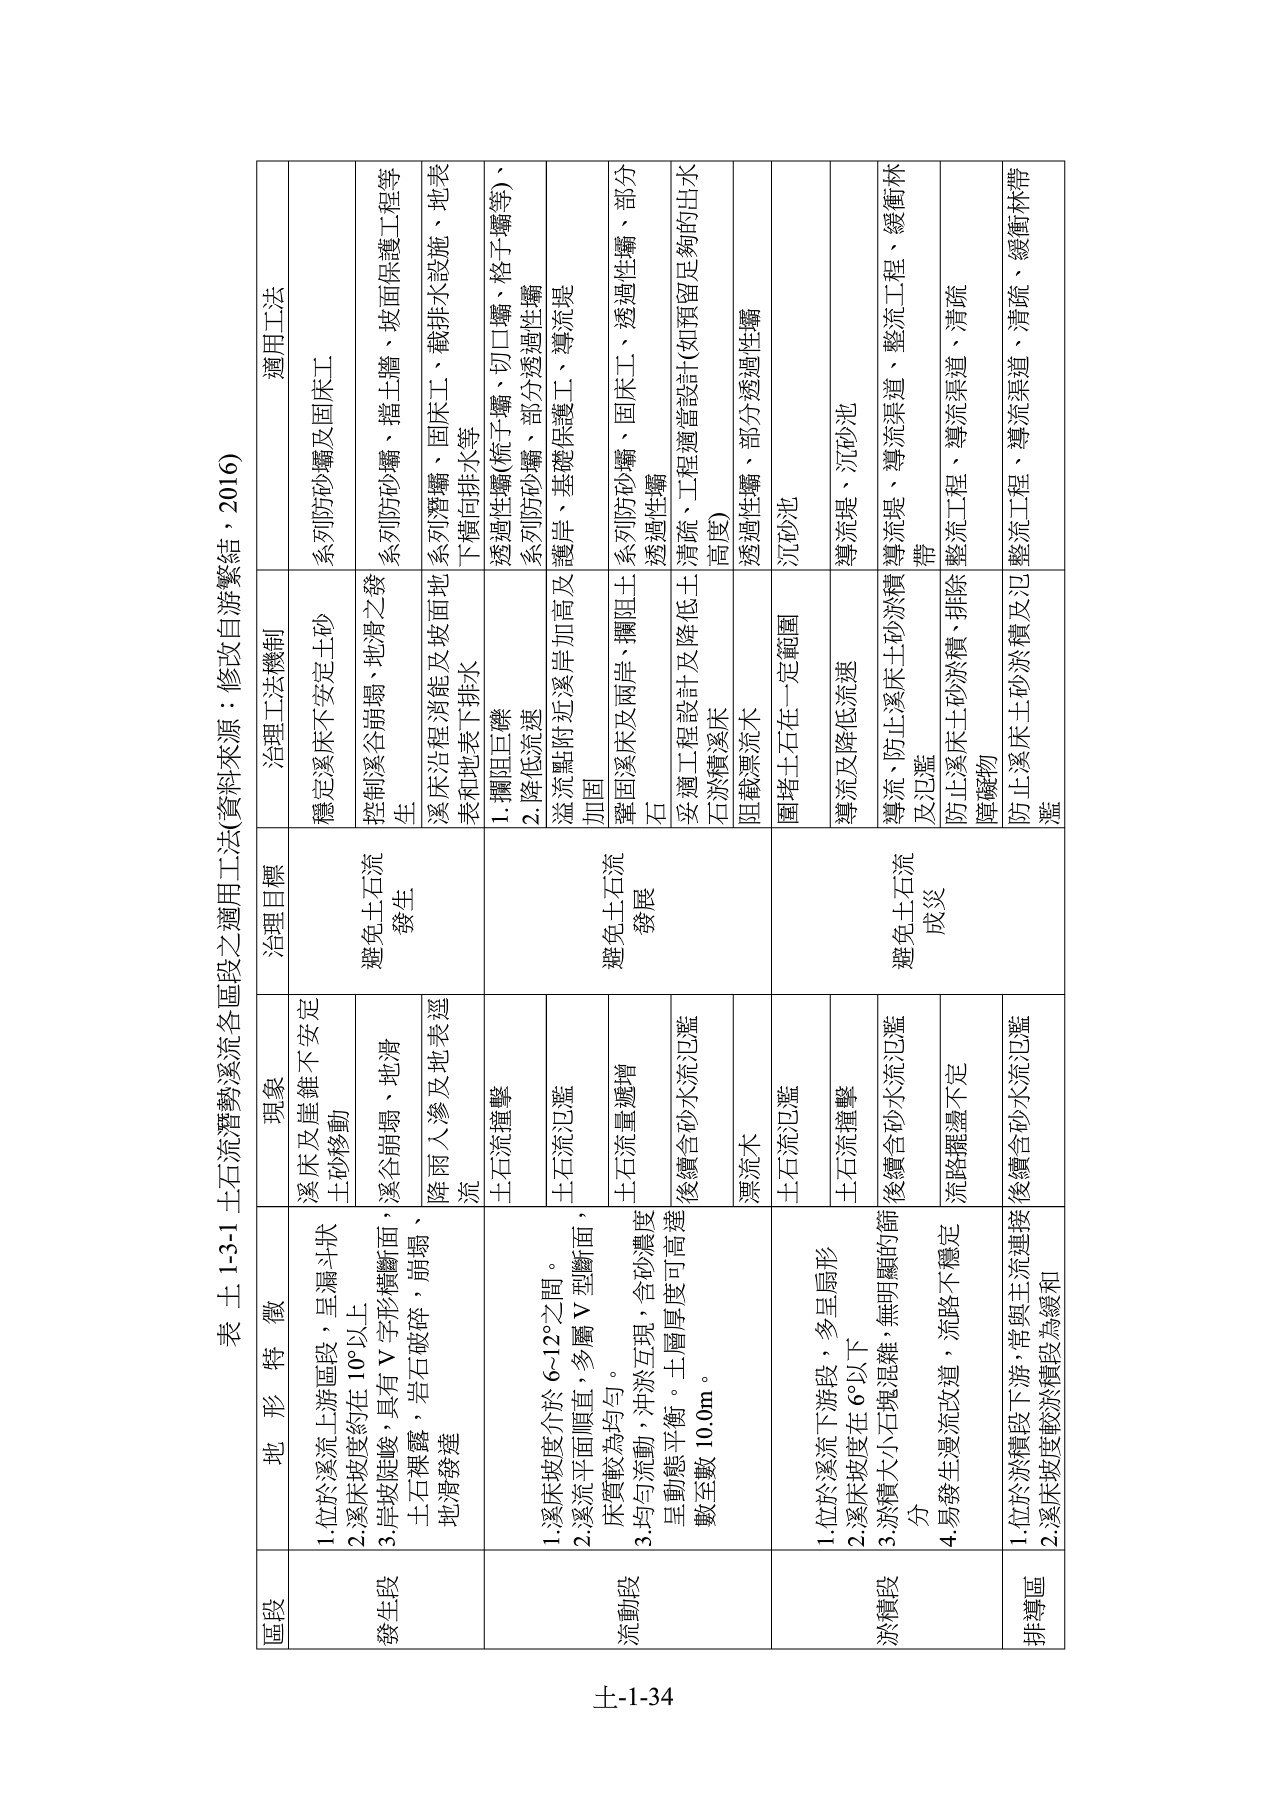 表 土 1-3-1 土石流潛勢溪流各區段之適用工法(資料來源：修改自游繁結，2016)
區段
地 形 特 徵
現象
治理目標
治理工法機制
適用工法
發生段
1.位於溪流上游區段，呈漏斗狀
2.溪床坡度約在 10°以上
3.岸坡陡峻，具有 V 字形橫斷面，
土石裸露，岩石破碎，崩塌、
地滑發達
溪床及崖錐不安定
土砂移動
避免土石流
發生
穩定溪床不安定土砂
系列防砂壩及固床工
溪谷崩塌、地滑
控制溪谷崩塌、地滑之發
生
系列防砂壩、擋土牆、坡面保護工程等
降雨入滲及地表逕
流
溪床沿程消能及坡面地
表和地表下排水
系列潛壩、固床工、截排水設施、地表
下橫向排水等
流動段
1.溪床坡度介於 6~12°之間。
2.溪流平面順直，多屬 V 型斷面，
床質較為均勻。
3.均勻流動，沖淤互現，含砂濃度
呈動態平衡。土層厚度可高達
數至數 10.0m。
土石流撞擊
避免土石流
發展
1.攔阻巨礫
2.降低流速
透過性壩(梳子壩、切口壩、格子壩等)、
系列防砂壩、部分透過性壩
土石流氾濫
溢流點附近溪岸加高及
加固
護岸、基礎保護工、導流堤
土石流量遞增
鞏固溪床及兩岸、攔阻土
石
系列防砂壩、固床工、透過性壩、部分
透過性壩
後續含砂水流氾濫
妥適工程設計及降低土
石淤積溪床
清疏、工程適當設計(如預留足夠的出水
高度)
漂流木
阻截漂流木
透過性壩、部分透過性壩
淤積段
1.位於溪流下游段，多呈扇形
2.溪床坡度在 6°以下
3.淤積大小石塊混雜，無明顯的篩
分
4.易發生漫流改道，流路不穩定
土石流氾濫
避免土石流
成災
圍堵土石在一定範圍
沉砂池
土石流撞擊
導流及降低流速
導流堤、沉砂池
後續含砂水流氾濫
導流、防止溪床土砂淤積
及氾濫
導流堤、導流渠道、整流工程、緩衝林
帶
流路擺盪不定
防止溪床土砂淤積、排除
障礙物
整流工程、導流渠道、清疏
排導區
1.位於淤積段下游，常與主流連接
2.溪床坡度較淤積段為緩和
後續含砂水流氾濫
防止溪床土砂淤積及氾
濫
整流工程、導流渠道、清疏、緩衝林帶
土-1-34